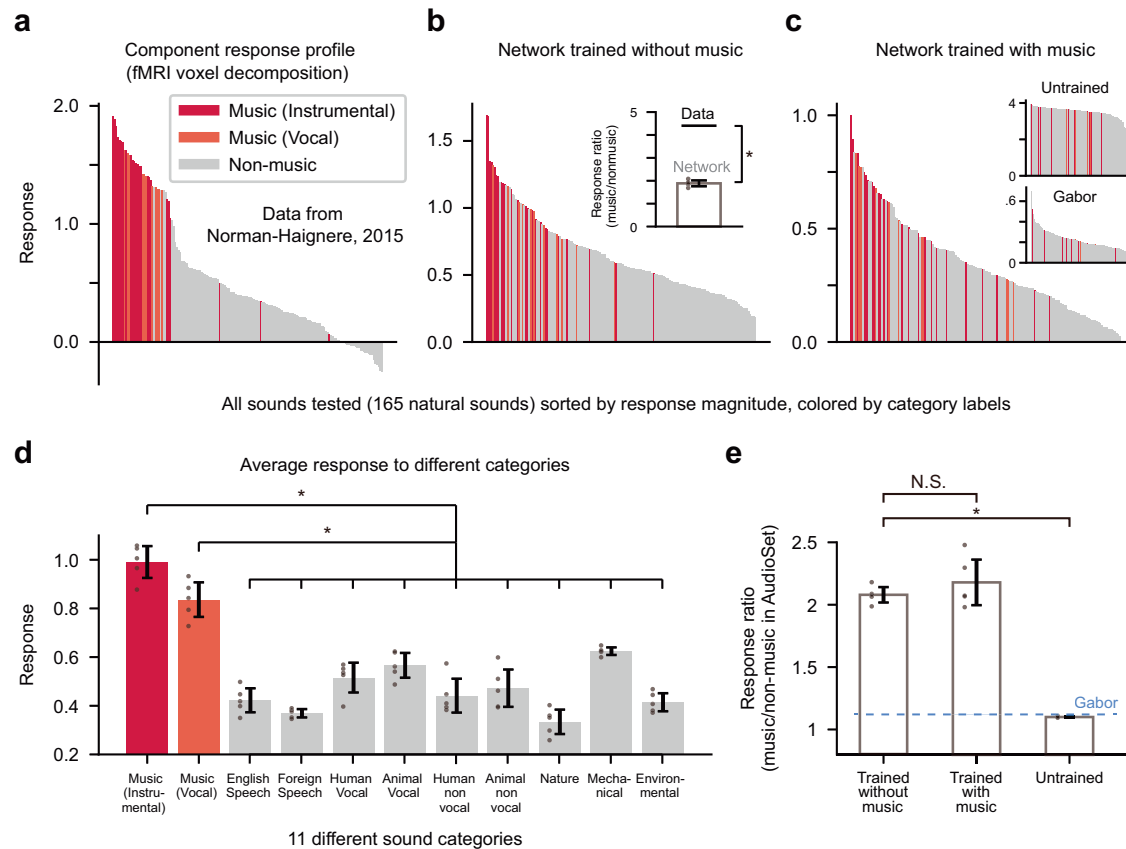 a
Component response profile
(fMRI voxel decomposition)
2.0
1.0
0.0
Response
Music (Instrumental)
Music (Vocal)
Non-music
Data from
Norman-Haignere, 2015
b
Network trained without music
1.5
1.0
0.5
0.0
5
0
Response ratio
(music/nonmusic)
Data
Network
*
c
Network trained with music
1.0
0.5
0.0
Untrained
4
0
Gabor
.6
0
All sounds tested (165 natural sounds) sorted by response magnitude, colored by category labels
d
Average response to different categories
*
*
1.0
0.8
0.6
0.4
0.2
Response
Music
(Instru-
mental)
Music
(Vocal)
English
Speech
Foreign
Speech
Human
Vocal
Animal
Vocal
Human
non
vocal
Animal
non
vocal
Nature
Mecha-
nical
Environ-
mental
11 different sound categories
e
N.S.
*
2.5
2
1.5
1
Response ratio
(music/non-music in AudioSet)
Gabor
Trained
without
music
Trained
with
music
Untrained